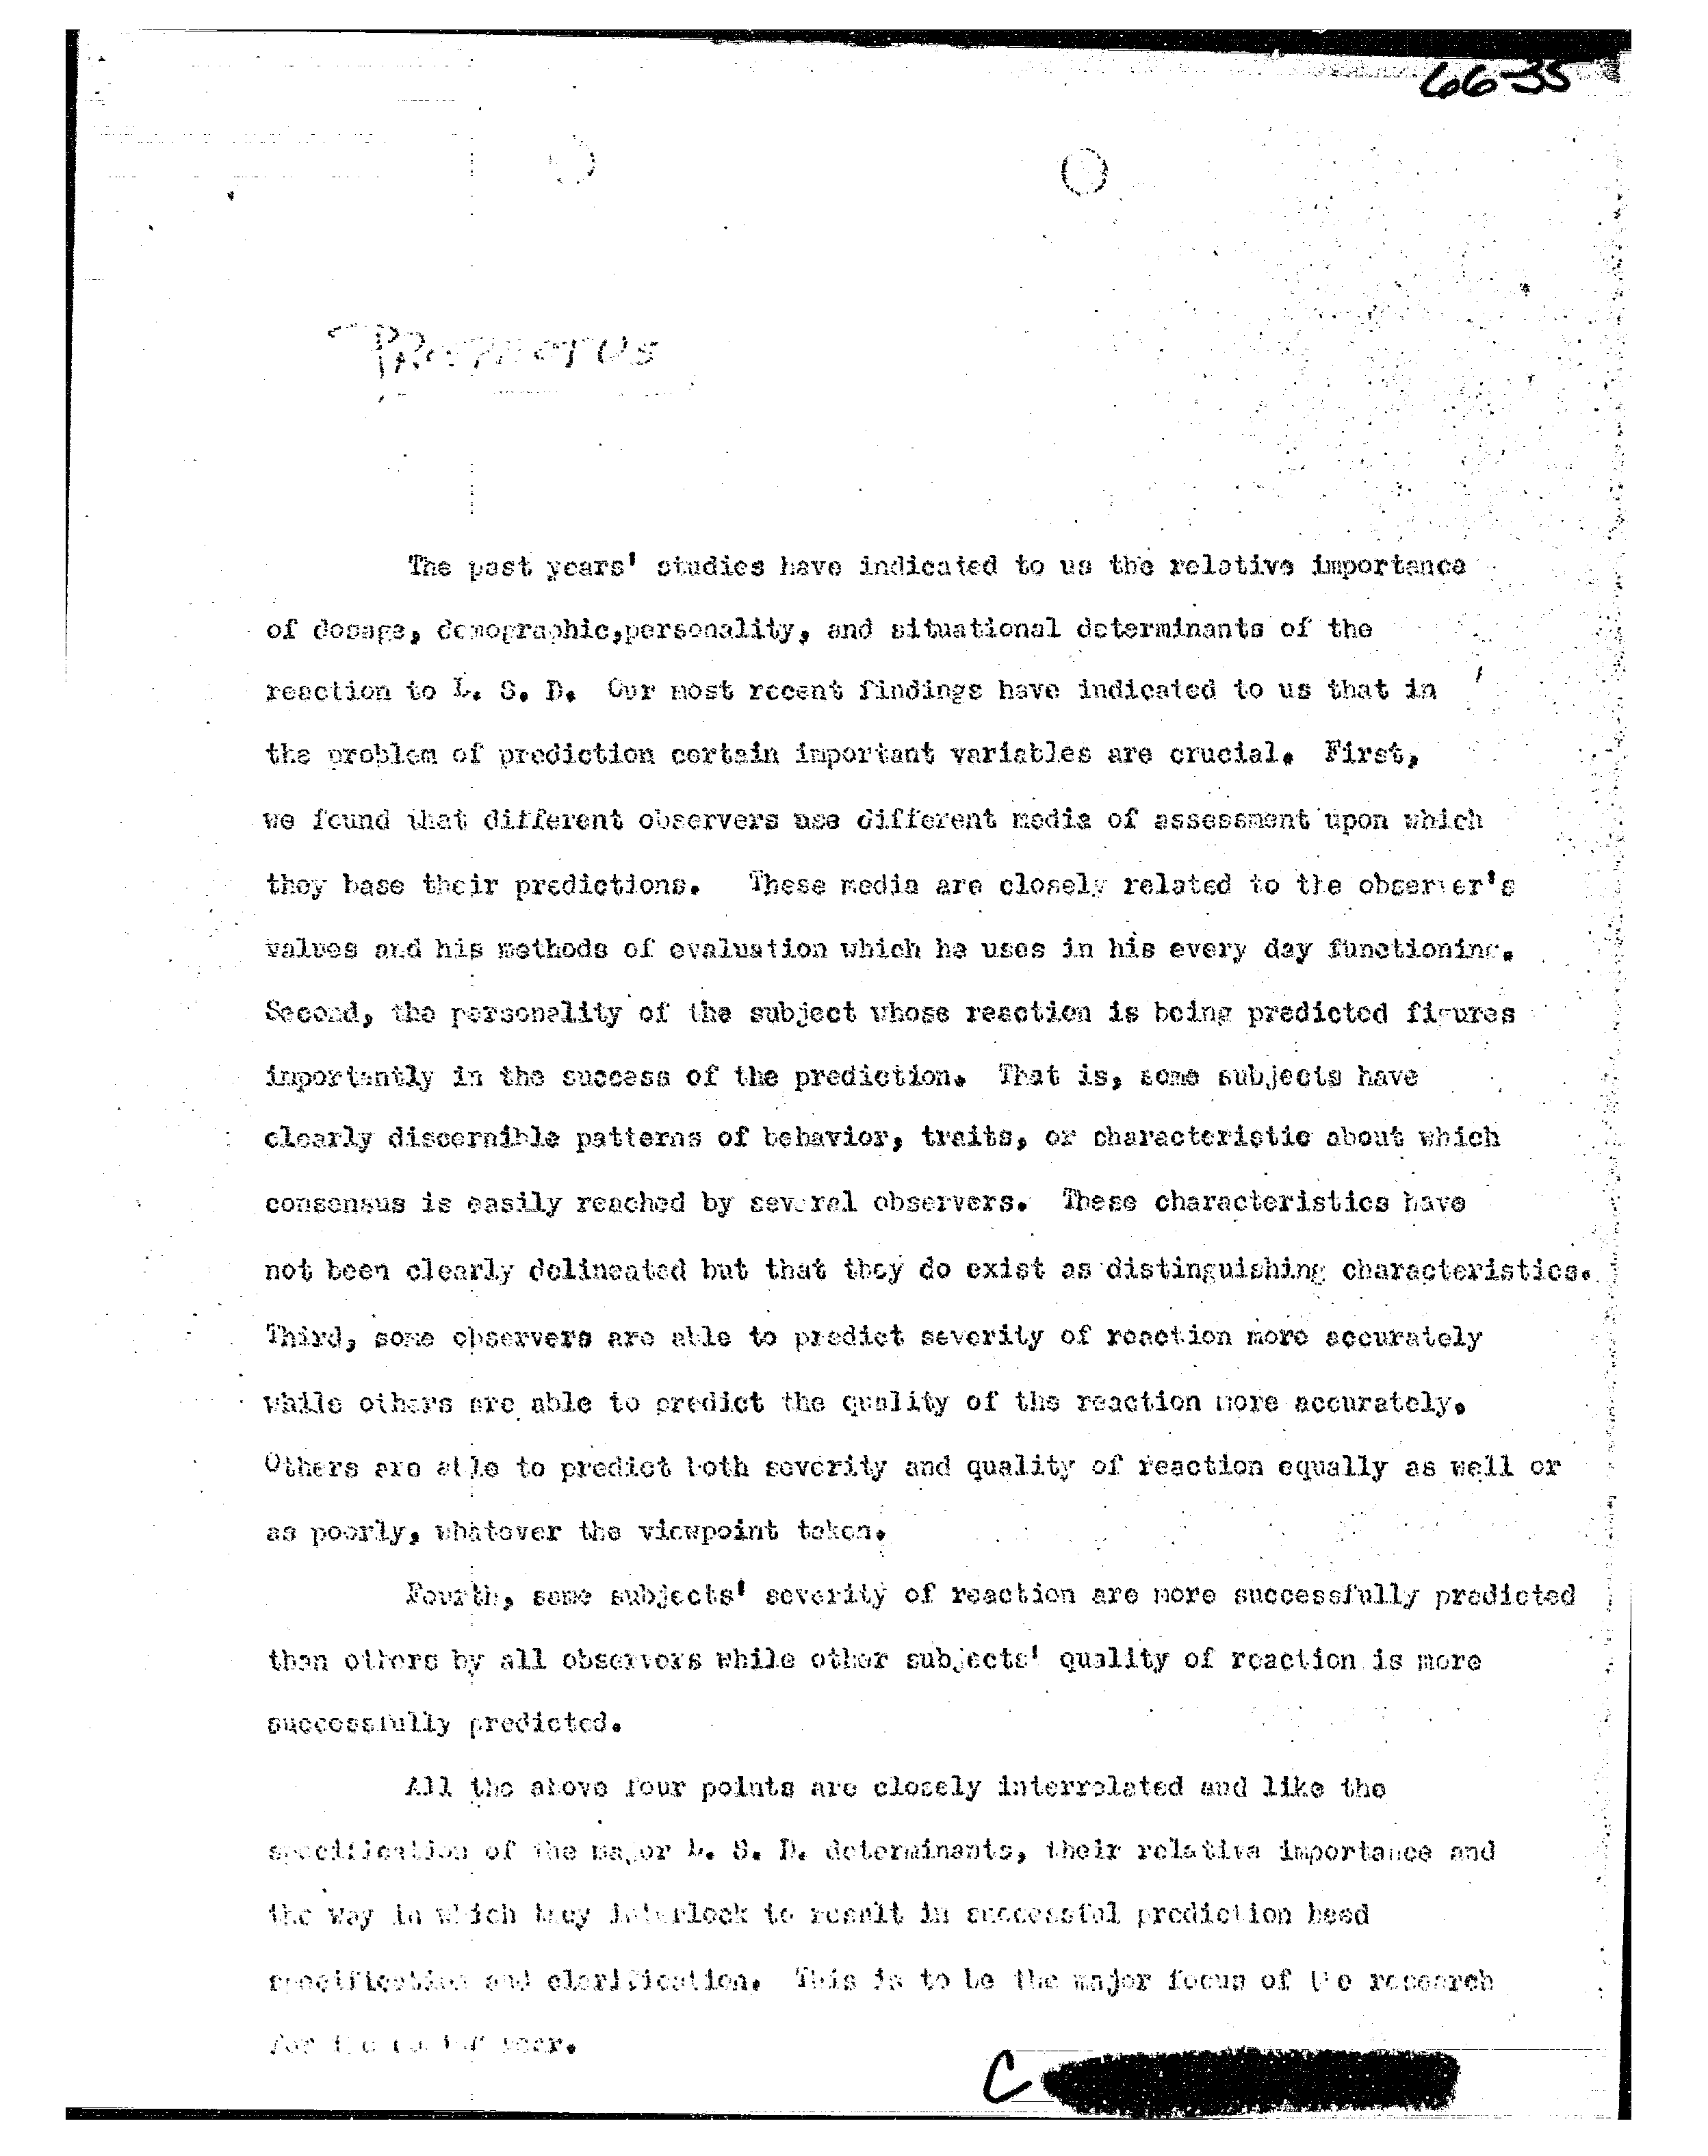 66-35
PROSPECTUS
The past years' studies have indicated to us the relative importance
of dosage, demographic,personality, and situational determinants of the
reaction to L. S. D. Our most recent findings have indicated to us that in
the problem of prediction certain important variables are crucial. First,
we found that different observers use different media of assessment upon which
they base their predictions. These media are closely related to the observer's
values and his methods of evaluation which he uses in his every day functioning.
Second, the personality of the subject whose reaction is being predicted figures
importantly in the success of the prediction. That is, some subjects have
clearly discernible patterns of behavior, traits, or characteristic about which
consensus is easily reached by several observers. These characteristics have
not been clearly delineated but that they do exist as distinguishing characteristics.
Third, some observers are able to predict severity of reaction more accurately
while others are able to predict the quality of the reaction more accurately.
Others are able to predict both severity and quality of reaction equally as well or
as poorly, whatever the viewpoint taken.
Fourth, some subjects' severity of reaction are more successfully predicted
than others by all observers while other subjects' quality of reaction is more
successfully predicted.
All the above four points are closely interrelated and like the
specification of the major L. S. D. determinants, their relative importance and
the way in which they interlock to result in successful prediction need
specification and clarification. This is to be the major focus of the research
for the year.
C